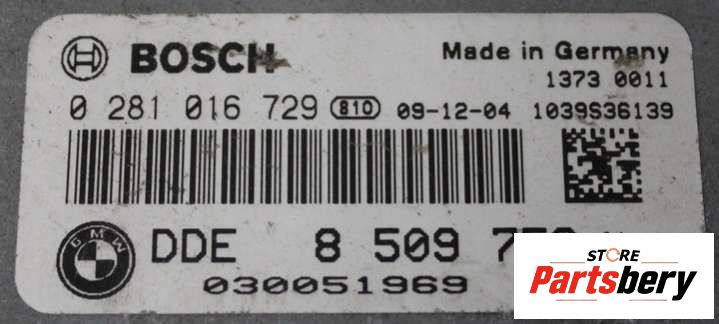 BOSCH
Made in Germany
1373 0011
0 281 016 729 810 09-12-04 1039S36139
BMW
DDE 8 509
030051969
STORE
Partsbery